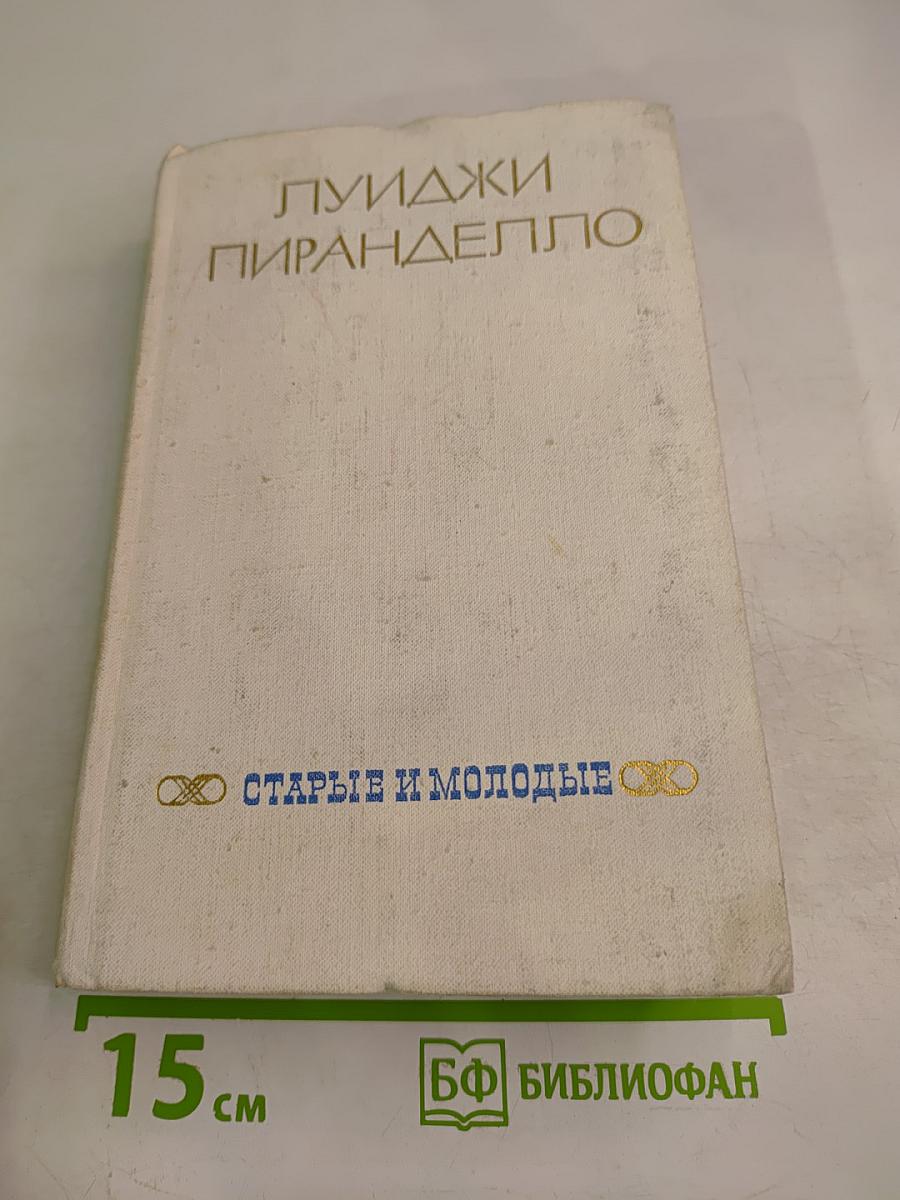 ЛУИДЖИ
ПИРАНДЕЛЛО
СТАРЫЕ И МОЛОДЫЕ
15 см
БФ БИБЛИОФАН